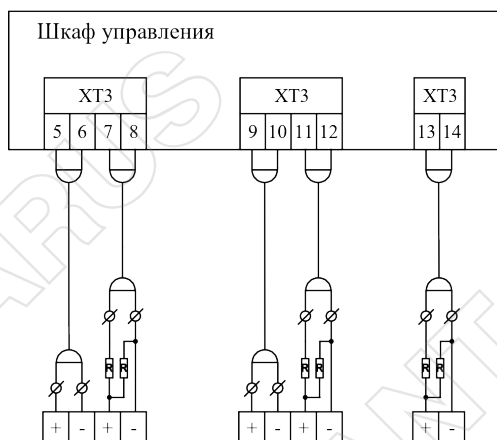 Шкаф управления
XT3 XT3 XT3
5 6 7 8 9 10 11 12 13 14
R R R R R R
+ - + - + - + - + -